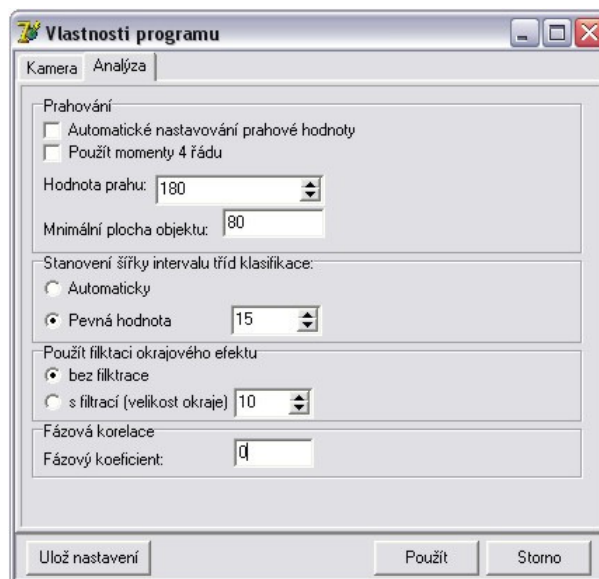 Vlastnosti programu
Kamera Analýza
Prahování
Automatické nastavování prahové hodnoty
Použít momenty 4 řádu
Hodnota prahu: 180
Mnimální plocha objektu: 80
Stanovení šířky intervalu tříd klasifikace:
Automaticky
Pevná hodnota 15
Použít filktaci okrajového efektu
bez filktrace
s filtrací (velikost okraje) 10
Fázová korelace
Fázový koeficient: 0
Ulož nastavení Použít Storno